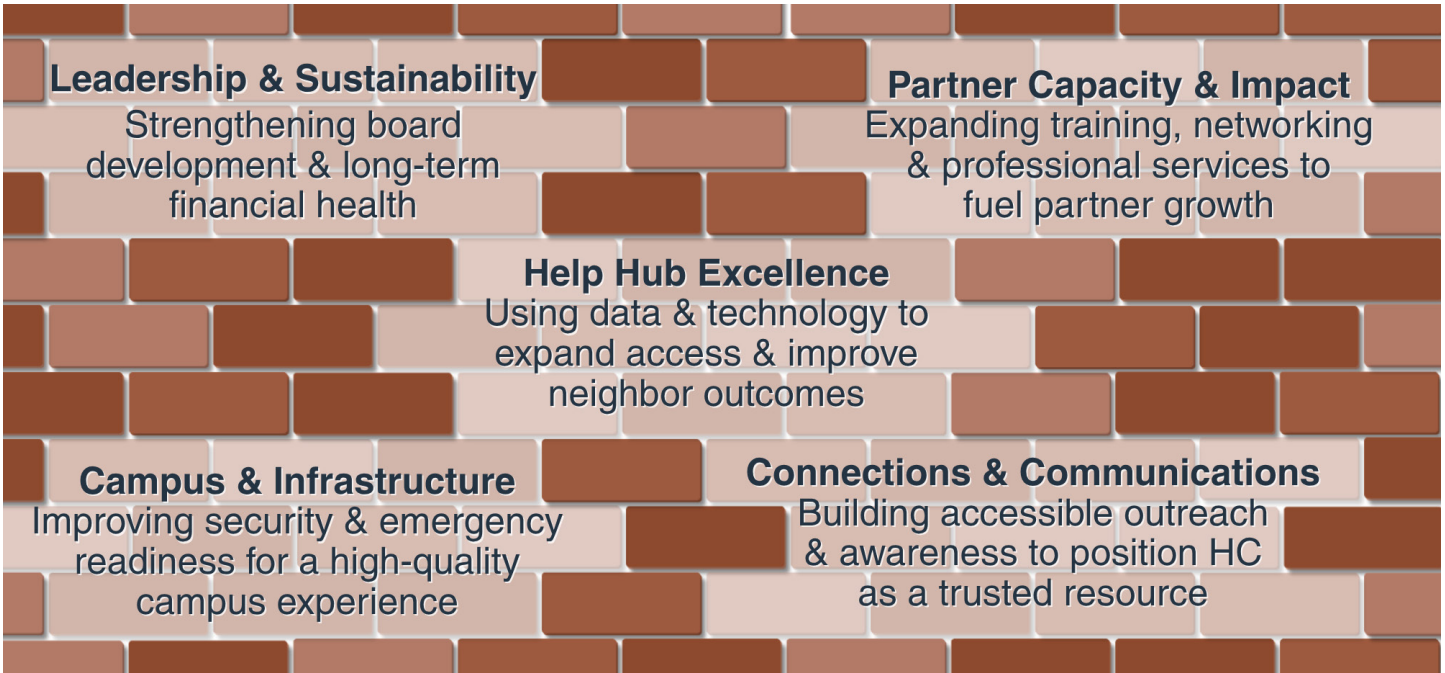 Leadership & Sustainability
Strengthening board
development & long-term
financial health
Partner Capacity & Impact
Expanding training, networking
& professional services to
fuel partner growth
Help Hub Excellence
Using data & technology to
expand access & improve
neighbor outcomes
Campus & Infrastructure
Improving security & emergency
readiness for a high-quality
campus experience
Connections & Communications
Building accessible outreach
& awareness to position HC
as a trusted resource